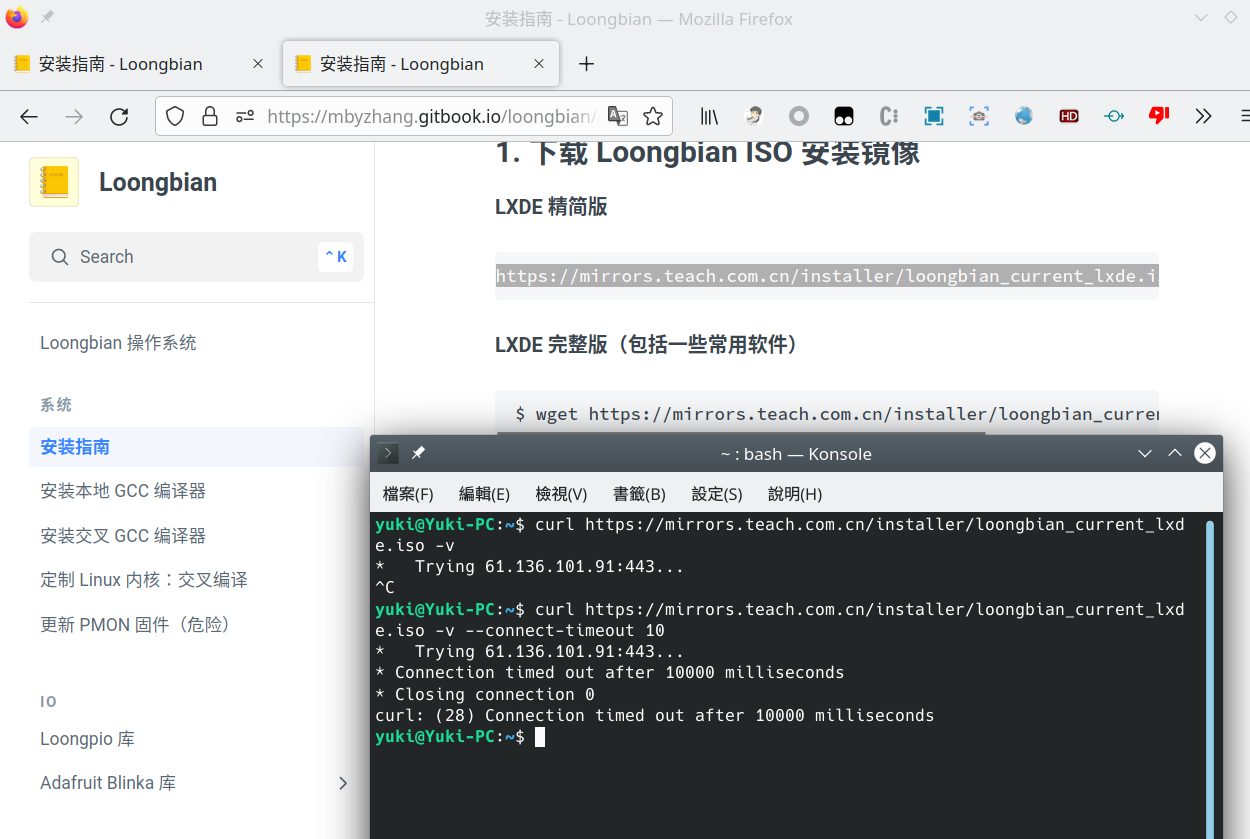 安装指南 - Loongbian — Mozilla Firefox
安装指南 - Loongbian
安装指南 - Loongbian
https://mbyzhang.gitbook.io/loongbian/
HD
Loongbian
Search
⌃ K
Loongbian 操作系统
系统
安装指南
安装本地 GCC 编译器
安装交叉 GCC 编译器
定制 Linux 内核：交叉编译
更新 PMON 固件（危险）
IO
Loongpio 库
Adafruit Blinka 库
1. 下载 Loongbian ISO 安装镜像
LXDE 精简版
https://mirrors.teach.com.cn/installer/loongbian_current_lxde.i
LXDE 完整版（包括一些常用软件）
$ wget https://mirrors.teach.com.cn/installer/loongbian_curre
~ : bash — Konsole
檔案(F) 編輯(E) 檢視(V) 書籤(B) 設定(S) 說明(H)
yuki@Yuki-PC:~$ curl https://mirrors.teach.com.cn/installer/loongbian_current_lxd
e.iso -v
*   Trying 61.136.101.91:443...
^C
yuki@Yuki-PC:~$ curl https://mirrors.teach.com.cn/installer/loongbian_current_lxd
e.iso -v --connect-timeout 10
*   Trying 61.136.101.91:443...
* Connection timed out after 10000 milliseconds
* Closing connection 0
curl: (28) Connection timed out after 10000 milliseconds
yuki@Yuki-PC:~$